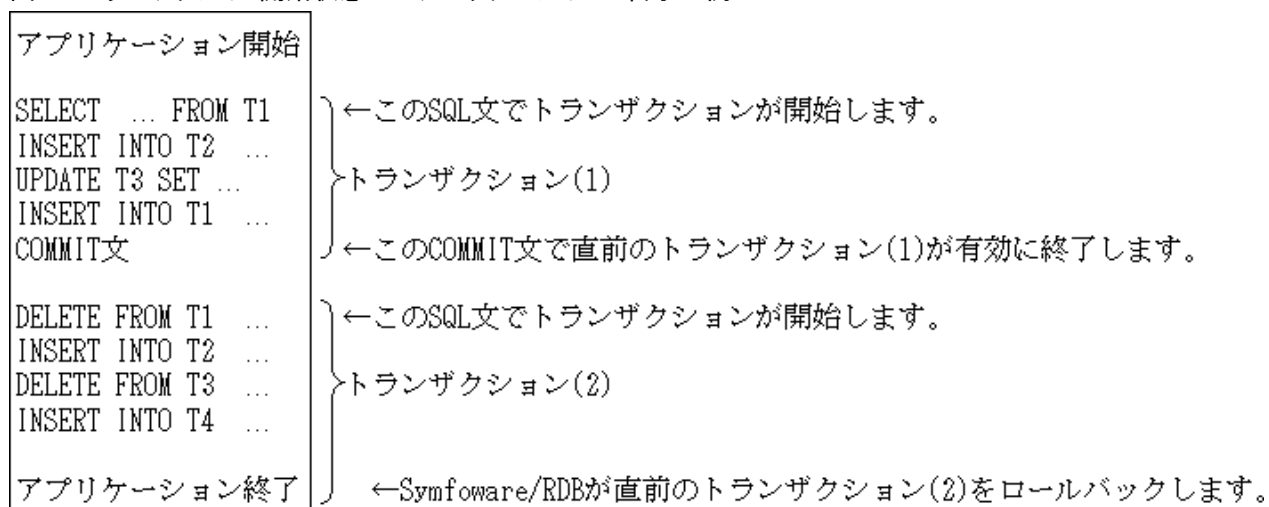 アプリケーション開始
SELECT ... FROM T1 ←このSQL文でトランザクションが開始します。
INSERT INTO T2 ...
UPDATE T3 SET ... トランザクション(1)
INSERT INTO T1 ...
COMMIT文 ←このCOMMIT文で直前のトランザクション(1)が有効に終了します。
DELETE FROM T1 ... ←このSQL文でトランザクションが開始します。
INSERT INTO T2 ...
DELETE FROM T3 ... トランザクション(2)
INSERT INTO T4 ...
アプリケーション終了 ←Symfoware/RDBが直前のトランザクション(2)をロールバックします。